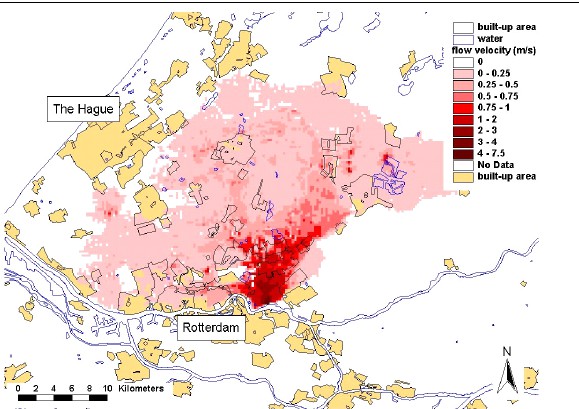 built-up area
water
flow velocity (m/s)
0
0 - 0.25
0.25 - 0.5
0.5 - 0.75
0.75 - 1
1 - 2
2 - 3
3 - 4
4 - 7.5
No Data
built-up area
The Hague
Rotterdam
N
0 2 4 6 8 10 Kilometers